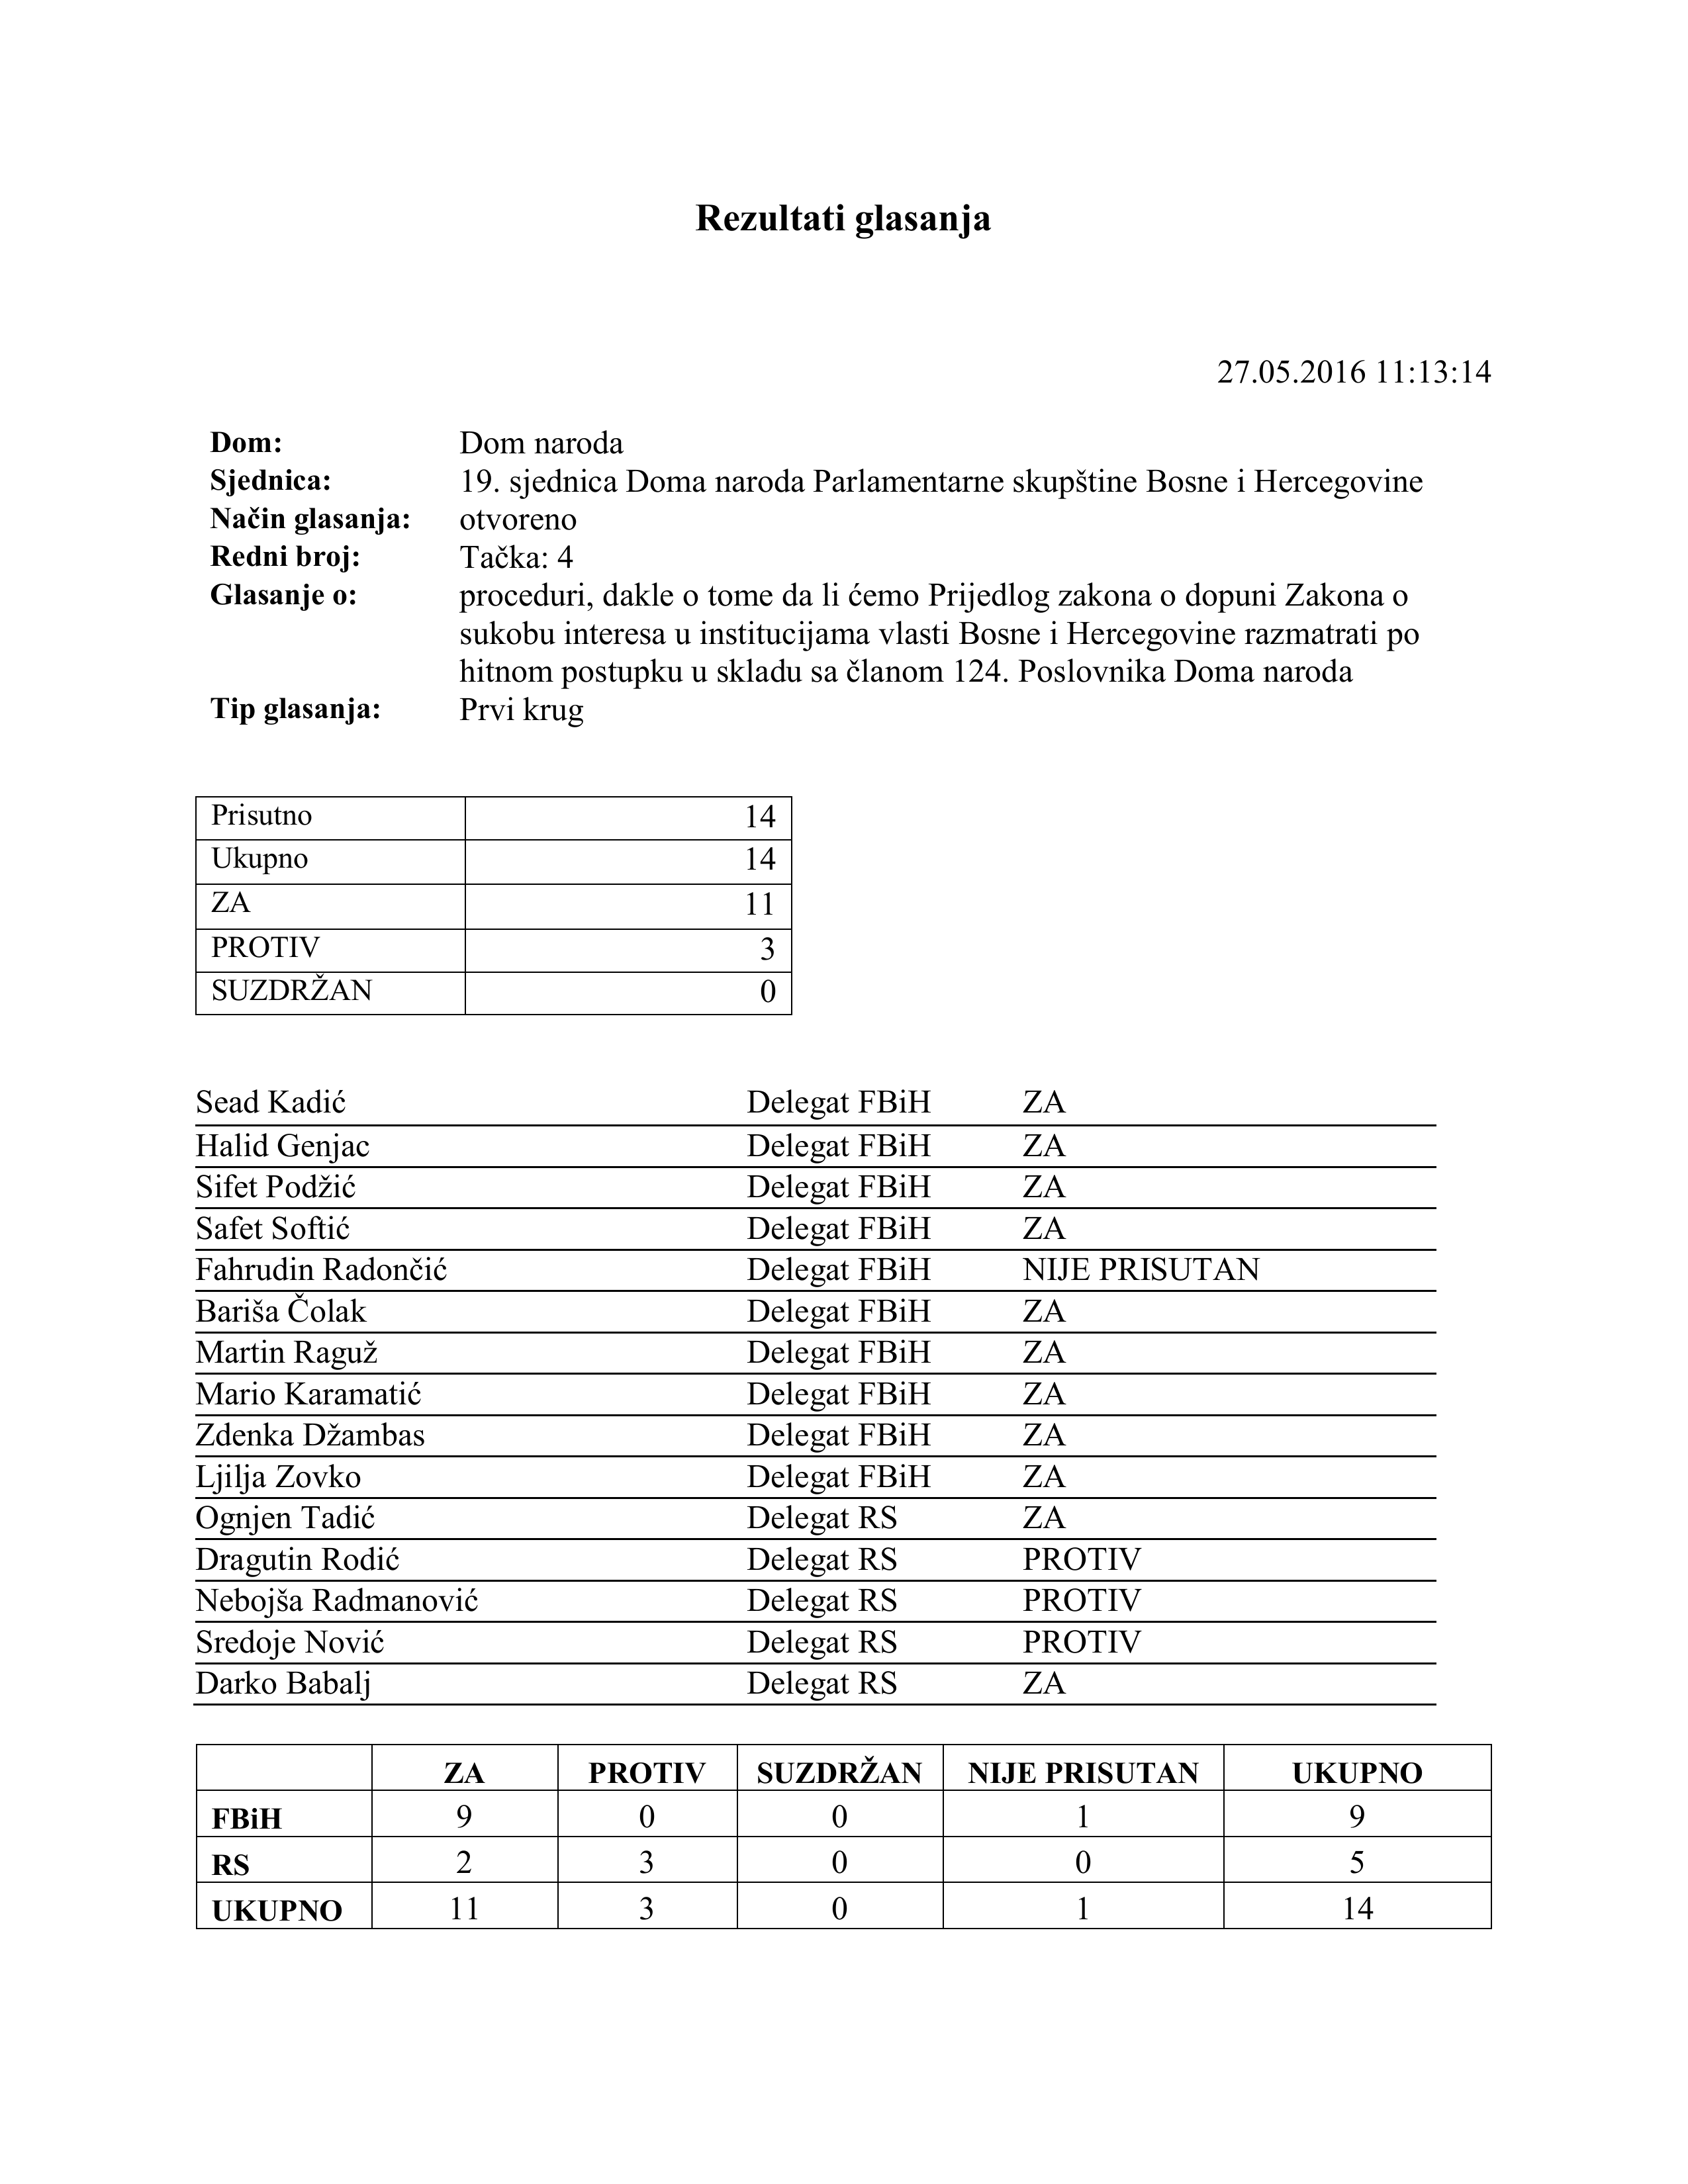 Rezultati glasanja
27.05.2016 11:13:14
Dom: Dom naroda
Sjednica: 19. sjednica Doma naroda Parlamentarne skupštine Bosne i Hercegovine
Način glasanja: otvoreno
Redni broj: Tačka: 4
Glasanje o: proceduri, dakle o tome da li ćemo Prijedlog zakona o dopuni Zakona o
sukobu interesa u institucijama vlasti Bosne i Hercegovine razmatrati po
hitnom postupku u skladu sa članom 124. Poslovnika Doma naroda
Tip glasanja: Prvi krug
Prisutno 14
Ukupno 14
ZA 11
PROTIV 3
SUZDRŽAN 0
Sead Kadić Delegat FBiH ZA
Halid Genjac Delegat FBiH ZA
Sifet Podžić Delegat FBiH ZA
Safet Softić Delegat FBiH ZA
Fahrudin Radončić Delegat FBiH NIJE PRISUTAN
Bariša Čolak Delegat FBiH ZA
Martin Raguž Delegat FBiH ZA
Mario Karamatić Delegat FBiH ZA
Zdenka Džambas Delegat FBiH ZA
Ljilja Zovko Delegat FBiH ZA
Ognjen Tadić Delegat RS ZA
Dragutin Rodić Delegat RS PROTIV
Nebojša Radmanović Delegat RS PROTIV
Sredoje Nović Delegat RS PROTIV
Darko Babalj Delegat RS ZA
ZA PROTIV SUZDRŽAN NIJE PRISUTAN UKUPNO
FBiH 9 0 0 1 9
RS 2 3 0 0 5
UKUPNO 11 3 0 1 14